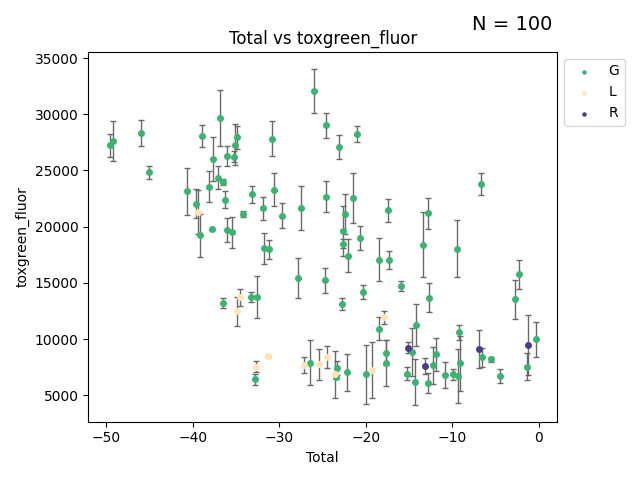 N = 100
Total vs toxgreen_fluor
35000
30000
25000
20000
15000
10000
5000
toxgreen_fluor
−50
−40
−30
−20
−10
0
Total
G
L
R